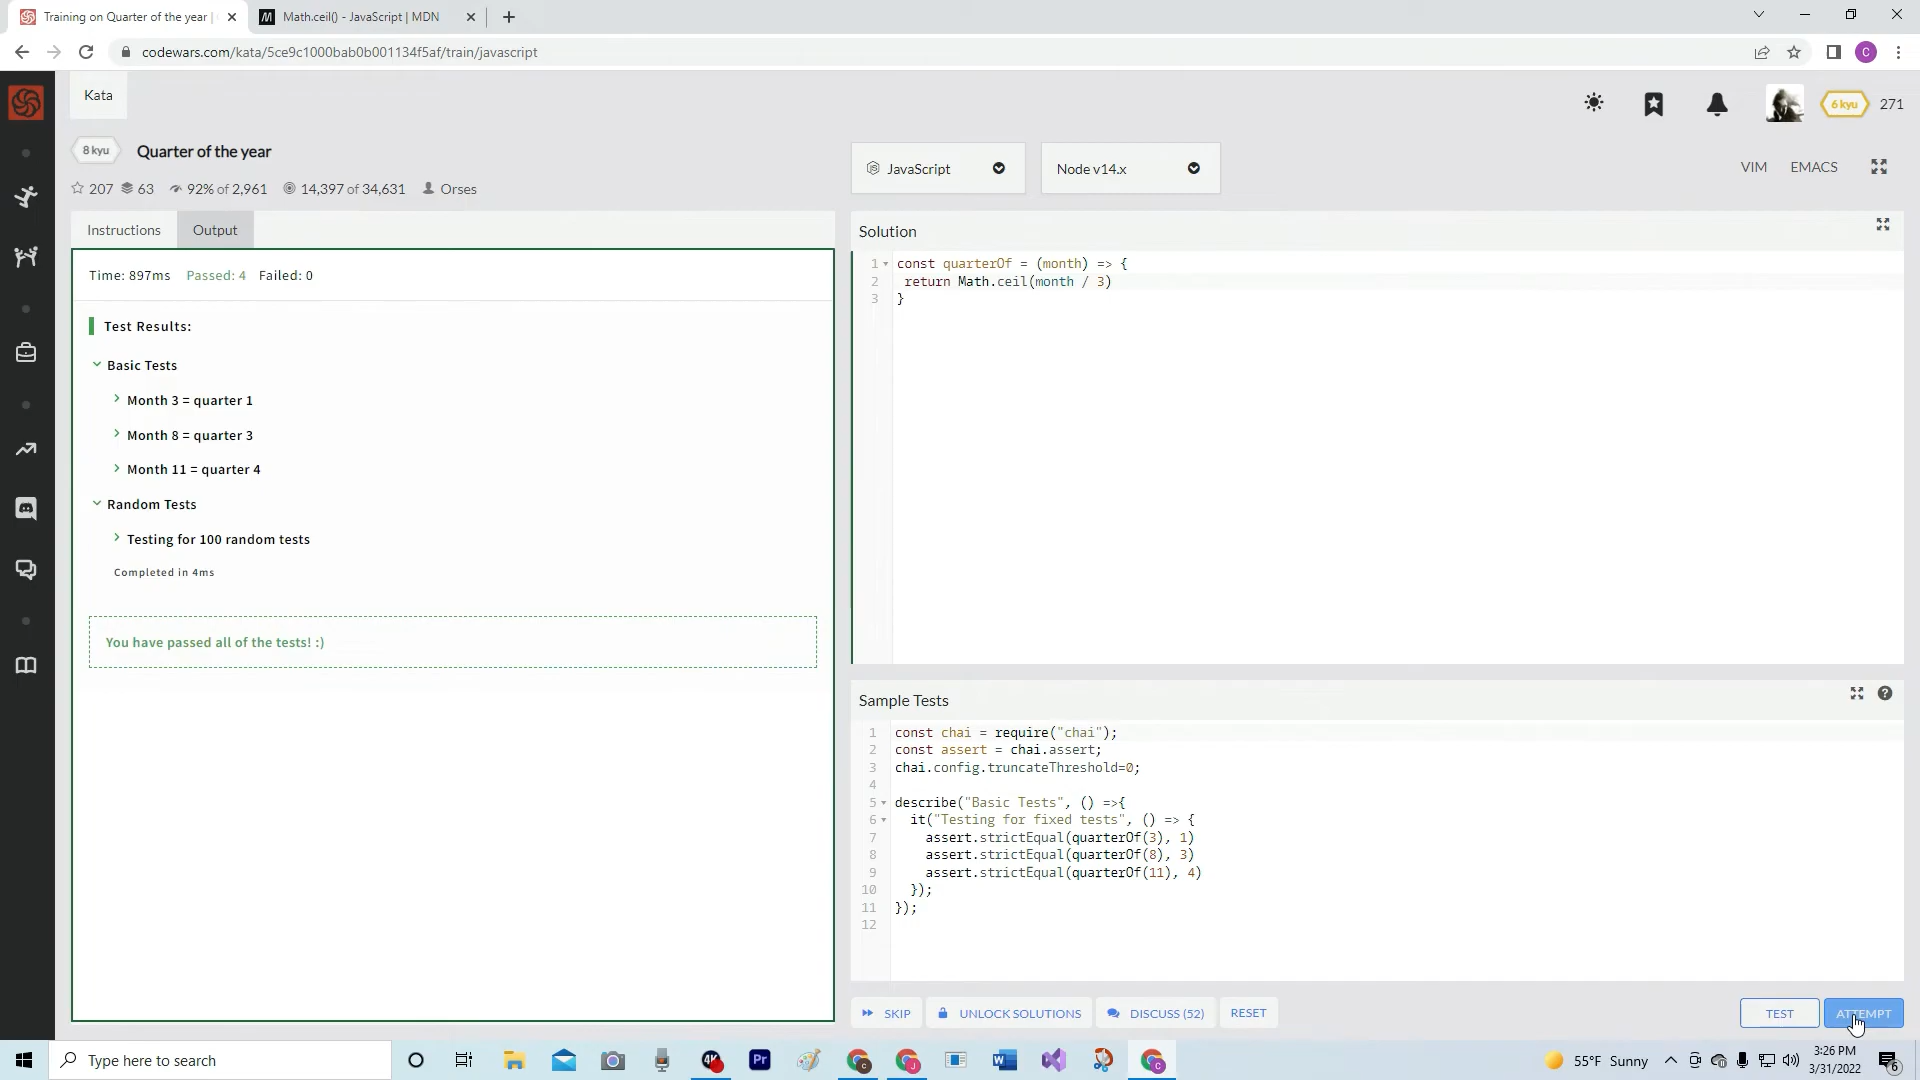 Training on Quarter of the year |
Math.ceil() - JavaScript | MDN
codewars.com/kata/5ce9c1000bab0b001134f5af/train/javascript
C
Kata
6 kyu
271
8 kyu
Quarter of the year
207
63
92% of 2,961
14,397 of 34,631
Orses
JavaScript
Node v14.x
VIM
EMACS
Instructions
Output
Time: 897ms
Passed: 4
Failed: 0
Test Results:
Basic Tests
Month 3 = quarter 1
Month 8 = quarter 3
Month 11 = quarter 4
Random Tests
Testing for 100 random tests
Completed in 4ms
You have passed all of the tests! :)
Solution
1 const quarterOf = (month) => {
2 return Math.ceil(month / 3)
3 }
Sample Tests
1 const chai = require("chai");
2 const assert = chai.assert;
3 chai.config.truncateThreshold=0;
4
5 describe("Basic Tests", () =>{
6 it("Testing for fixed tests", () => {
7 assert.strictEqual(quarterOf(3), 1)
8 assert.strictEqual(quarterOf(8), 3)
9 assert.strictEqual(quarterOf(11), 4)
10 });
11 });
12
SKIP
UNLOCK SOLUTIONS
DISCUSS (52)
RESET
TEST
ATTEMPT
Type here to search
4K
Pr
55°F Sunny
3:26 PM
3/31/2022
6